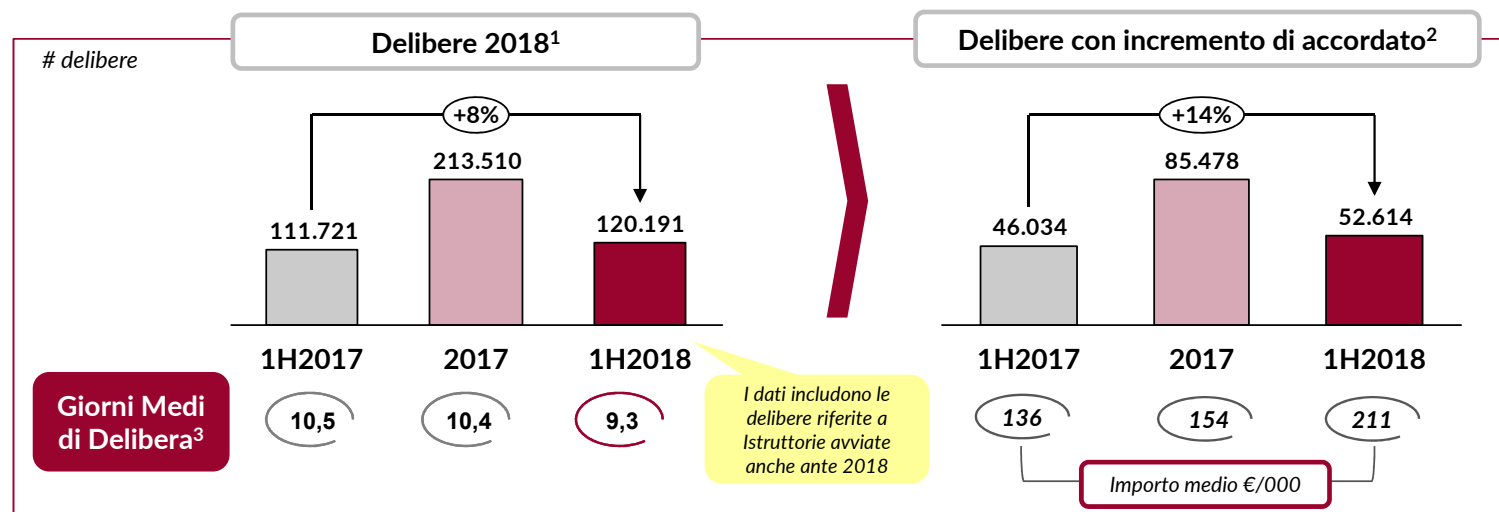 Delibere 2018¹
Delibere con incremento di accordato²
# delibere
+8%
+14%
213.510
85.478
111.721
120.191
46.034
52.614
1H2017
2017
1H2018
1H2017
2017
1H2018
Giorni Medi
di Delibera³
10,5
10,4
9,3
I dati includono le
delibere riferite a
Istruttorie avviate
anche ante 2018
136
154
211
Importo medio €/000